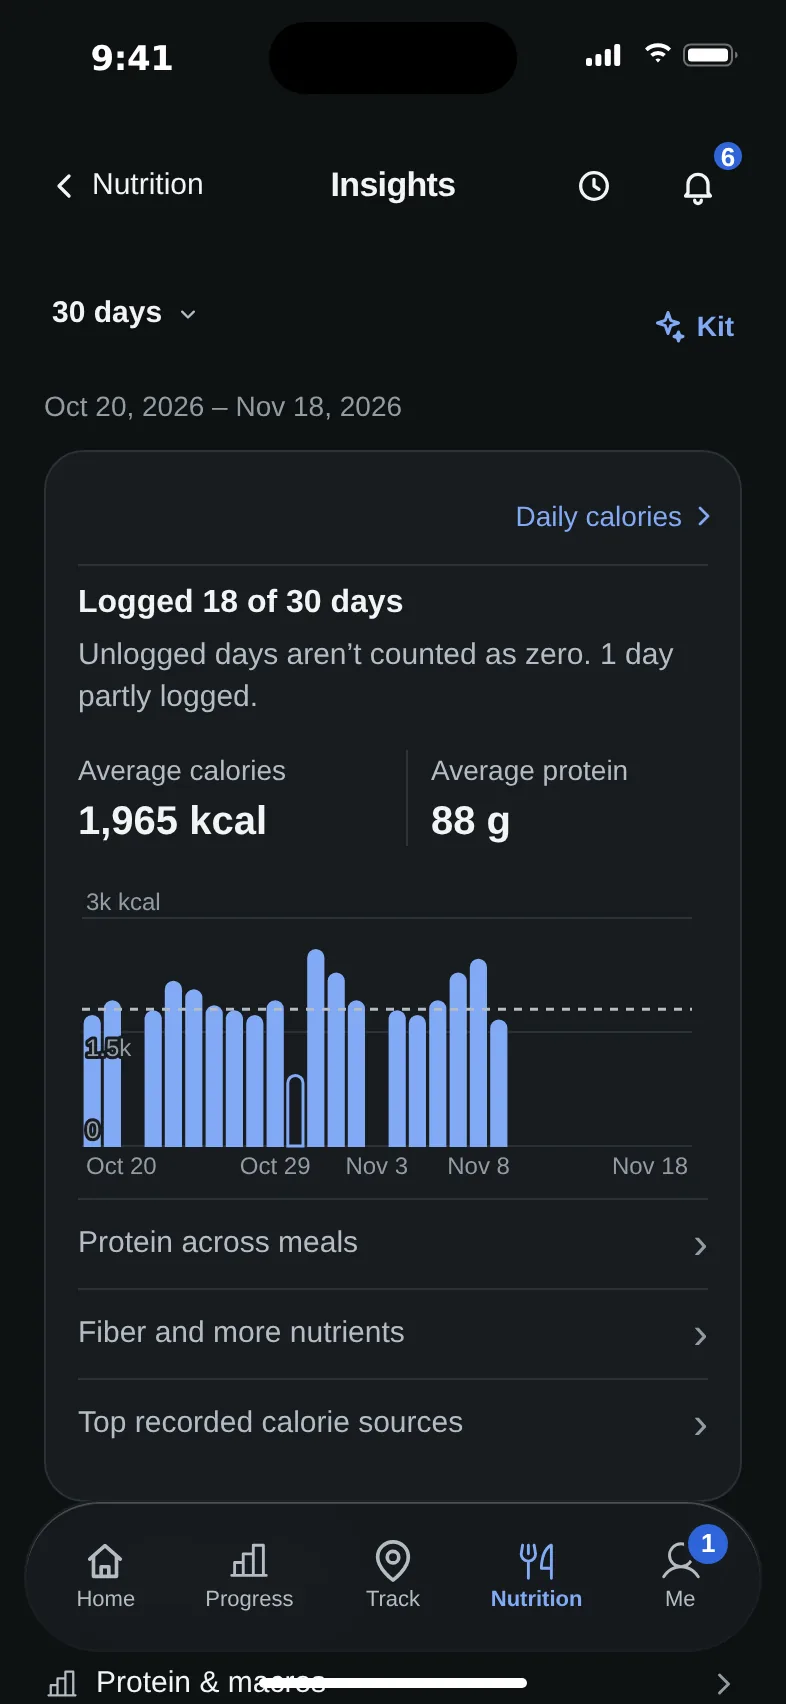 9:41
6
Nutrition
Insights
30 days
Kit
Oct 20, 2026 – Nov 18, 2026
Daily calories
Logged 18 of 30 days
Unlogged days aren’t counted as zero. 1 day
partly logged.
Average calories
Average protein
1,965 kcal
88 g
3k kcal
1.5k
0
Oct 20
Oct 29
Nov 3
Nov 8
Nov 18
Protein across meals
Fiber and more nutrients
Top recorded calorie sources
1
Home
Progress
Track
Nutrition
Me
Protein & macros